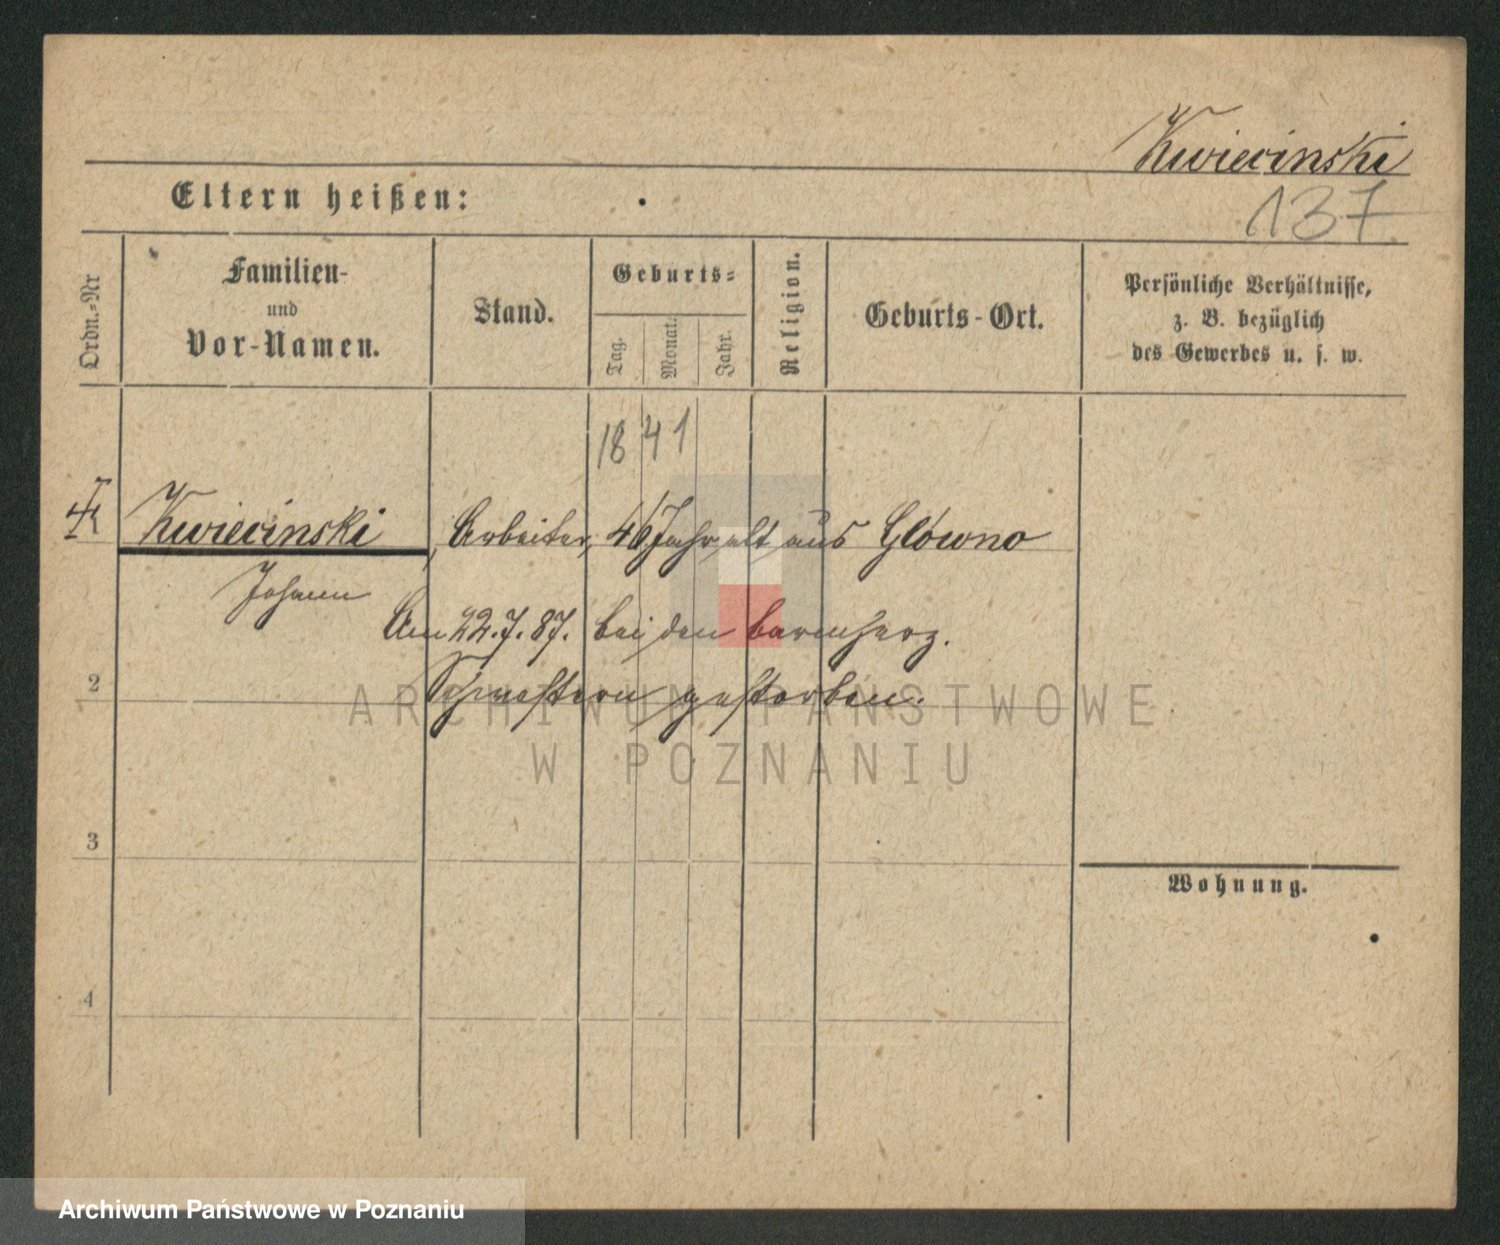 Kwiecinski
Eltern heißen:
137.
Ordn.-Nr
Familien-
und
Vor-Namen.
Stand.
Geburts-
Tag.
Monat.
Jahr.
Religion.
Geburts-Ort.
Persönliche Verhältnisse,
z. B. bezüglich
des Gewerbes u. s. w.
1841
Kwiecinski, Arbeiter, 46 Jahr alt aus Glówno
Johann
Am 22.7.87. bei den barmherz.
2
Schwestern gestorben.
ARCHIWUM PAŃSTWOWE
W POZNANIU
3
Wohnung.
4
Archiwum Państwowe w Poznaniu